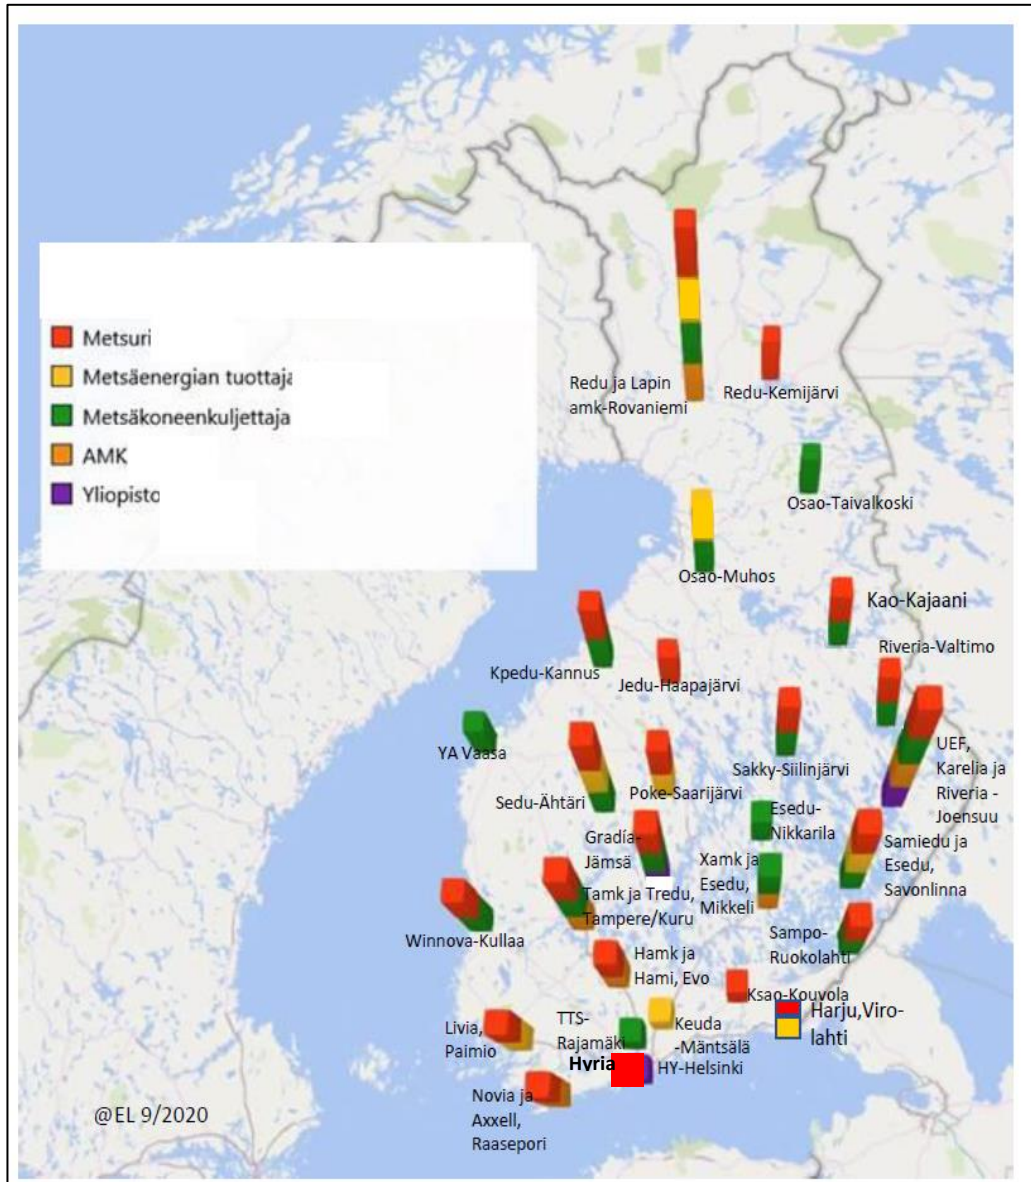 Metsuri
Metsäenergian tuottaja
Metsäkoneenkuljettaja
AMK
Yliopisto
Redu ja Lapin
amk-Rovaniemi
Redu-Kemijärvi
Osao-Taivalkoski
Osao-Muhos
Kao-Kajaani
Riveria-Valtimo
Kpedu-Kannus
Jedu-Haapajärvi
YA Vaasa
Sakky-Siilinjärvi
UEF,
Karelia ja
Riveria -
Joensuu
Sedu-Ähtäri
Poke-Saarijärvi
Esedu-
Nikkarila
Gradia-
Jämsä
Xamk ja
Esedu,
Mikkeli
Samiedu ja
Esedu,
Savonlinna
Tamk ja Tredu,
Tampere/Kuru
Winnova-Kullaa
Sampo-
Ruokolahti
Hamk ja
Hami, Evo
Ksao-Kouvola
Harju,Viro-
lahti
Livia,
Paimio
TTS-
Rajamäki
Keuda
-Mäntsälä
Hvria
HY-Helsinki
Novia ja
Axxell,
Raasepori
@EL 9/2020